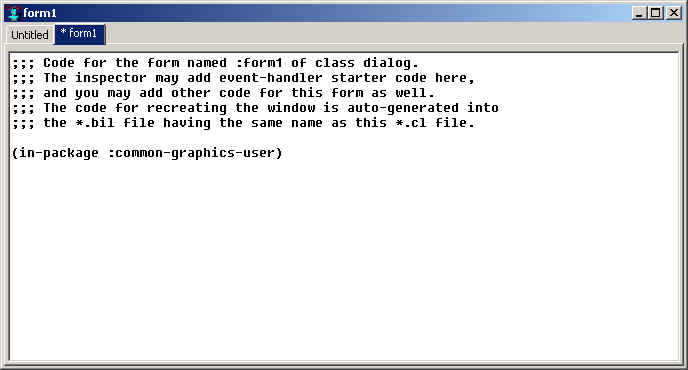 form1
Untitled
* form1
;;; Code for the form named :form1 of class dialog.
;;; The inspector may add event-handler starter code here,
;;; and you may add other code for this form as well.
;;; The code for recreating the window is auto-generated into
;;; the *.bil file having the same name as this *.cl file.
(in-package :common-graphics-user)